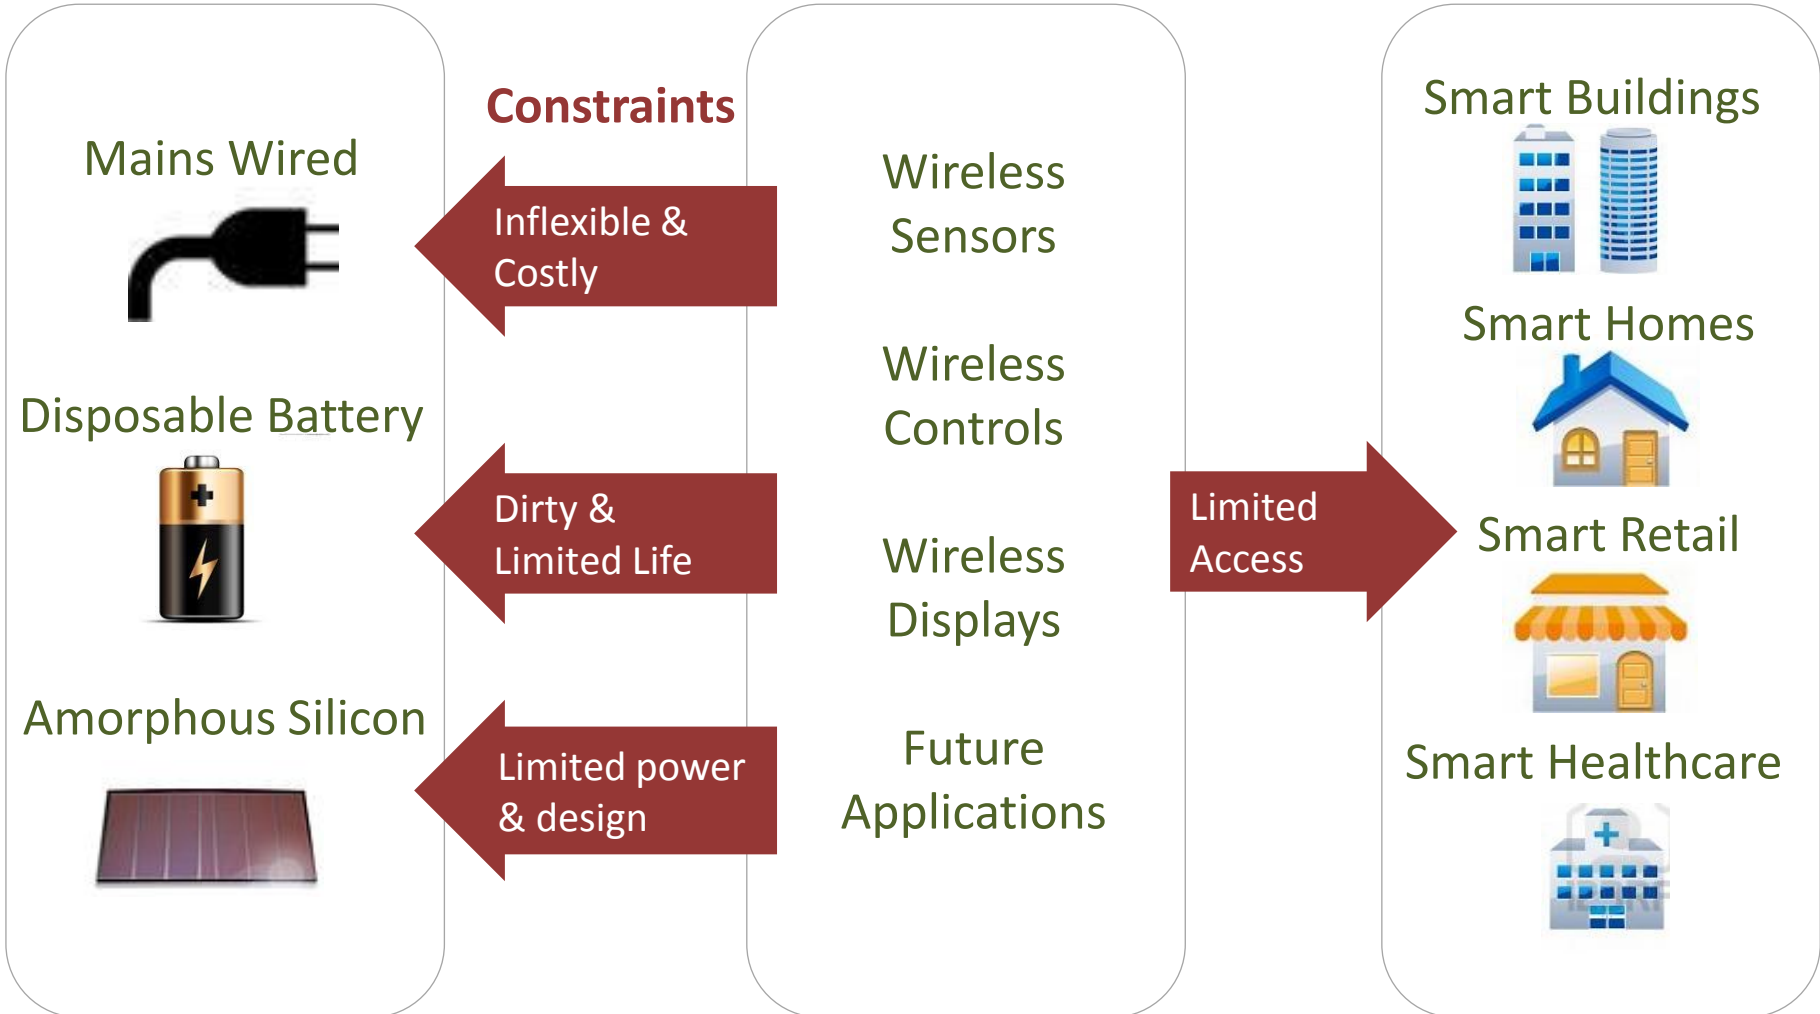 Constraints
Mains Wired
Disposable Battery
Amorphous Silicon
Inflexible &
Costly
Dirty &
Limited Life
Limited power
& design
Wireless
Sensors
Wireless
Controls
Wireless
Displays
Future
Applications
Limited
Access
Smart Buildings
Smart Homes
Smart Retail
Smart Healthcare